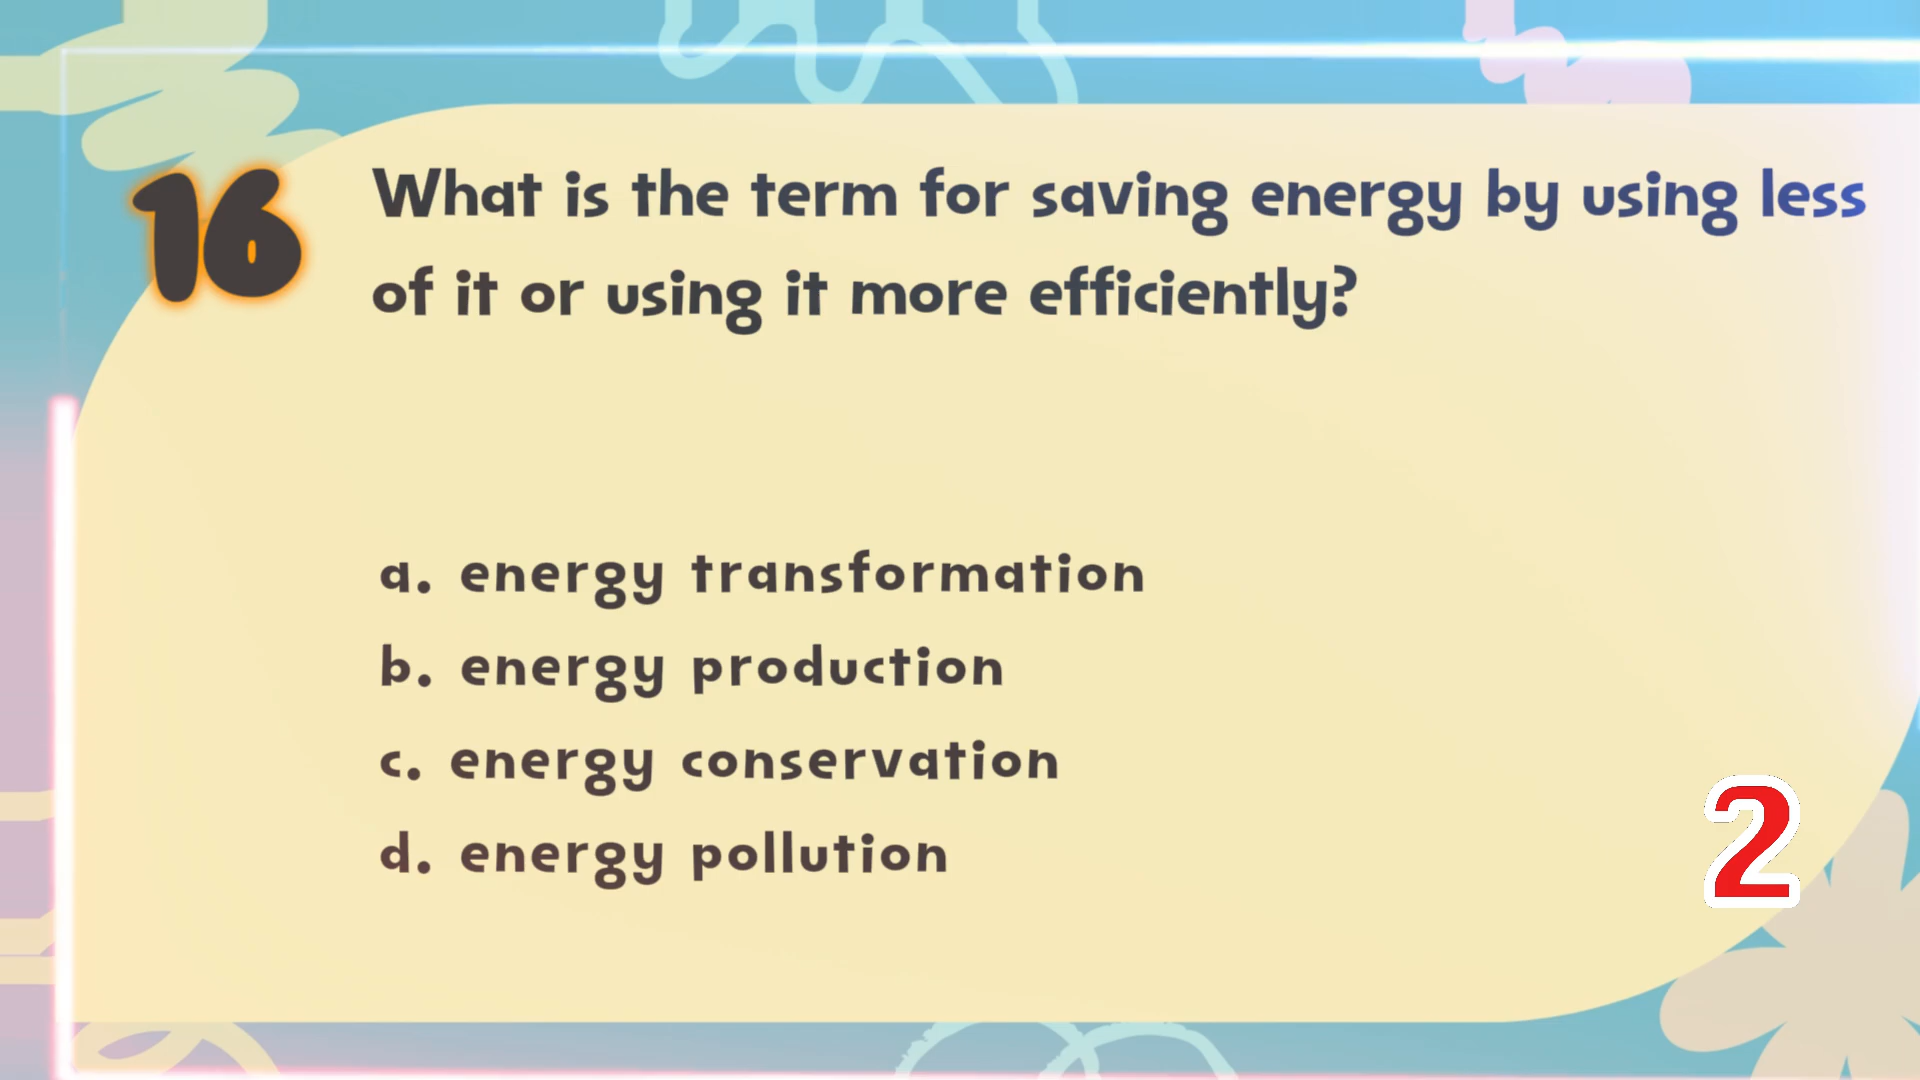 16
What is the term for saving energy by using less
of it or using it more efficiently?
a. energy transformation
b. energy production
c. energy conservation
d. energy pollution
2